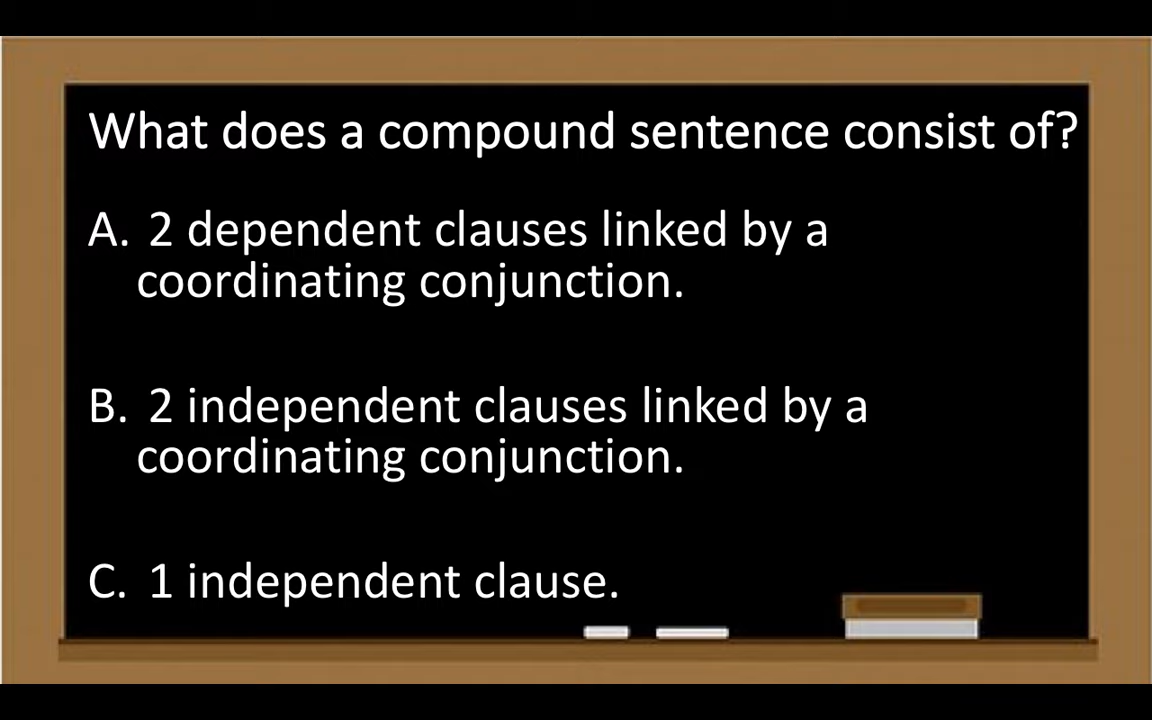 What does a compound sentence consist of?
A. 2 dependent clauses linked by a
coordinating conjunction.
B. 2 independent clauses linked by a
coordinating conjunction.
C. 1 independent clause.